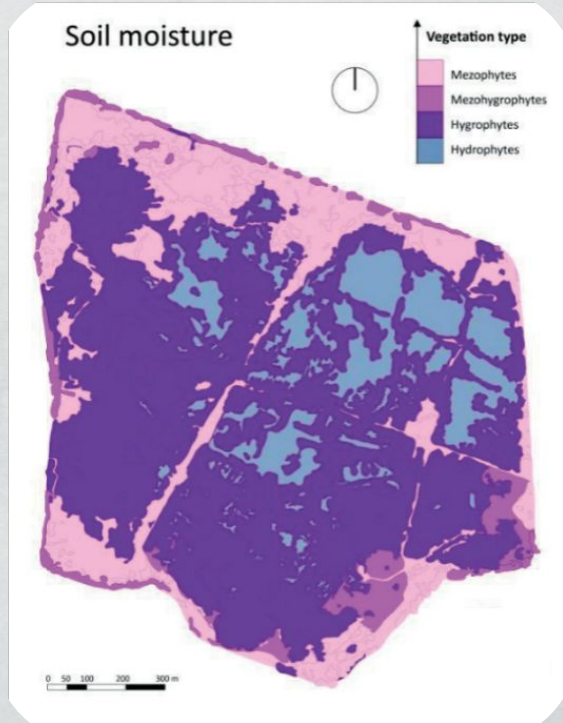 Soil moisture
Vegetation type
Mezophytes
Mezohygrophytes
Hygrophytes
Hydrophytes
0 50 100 200 300 m